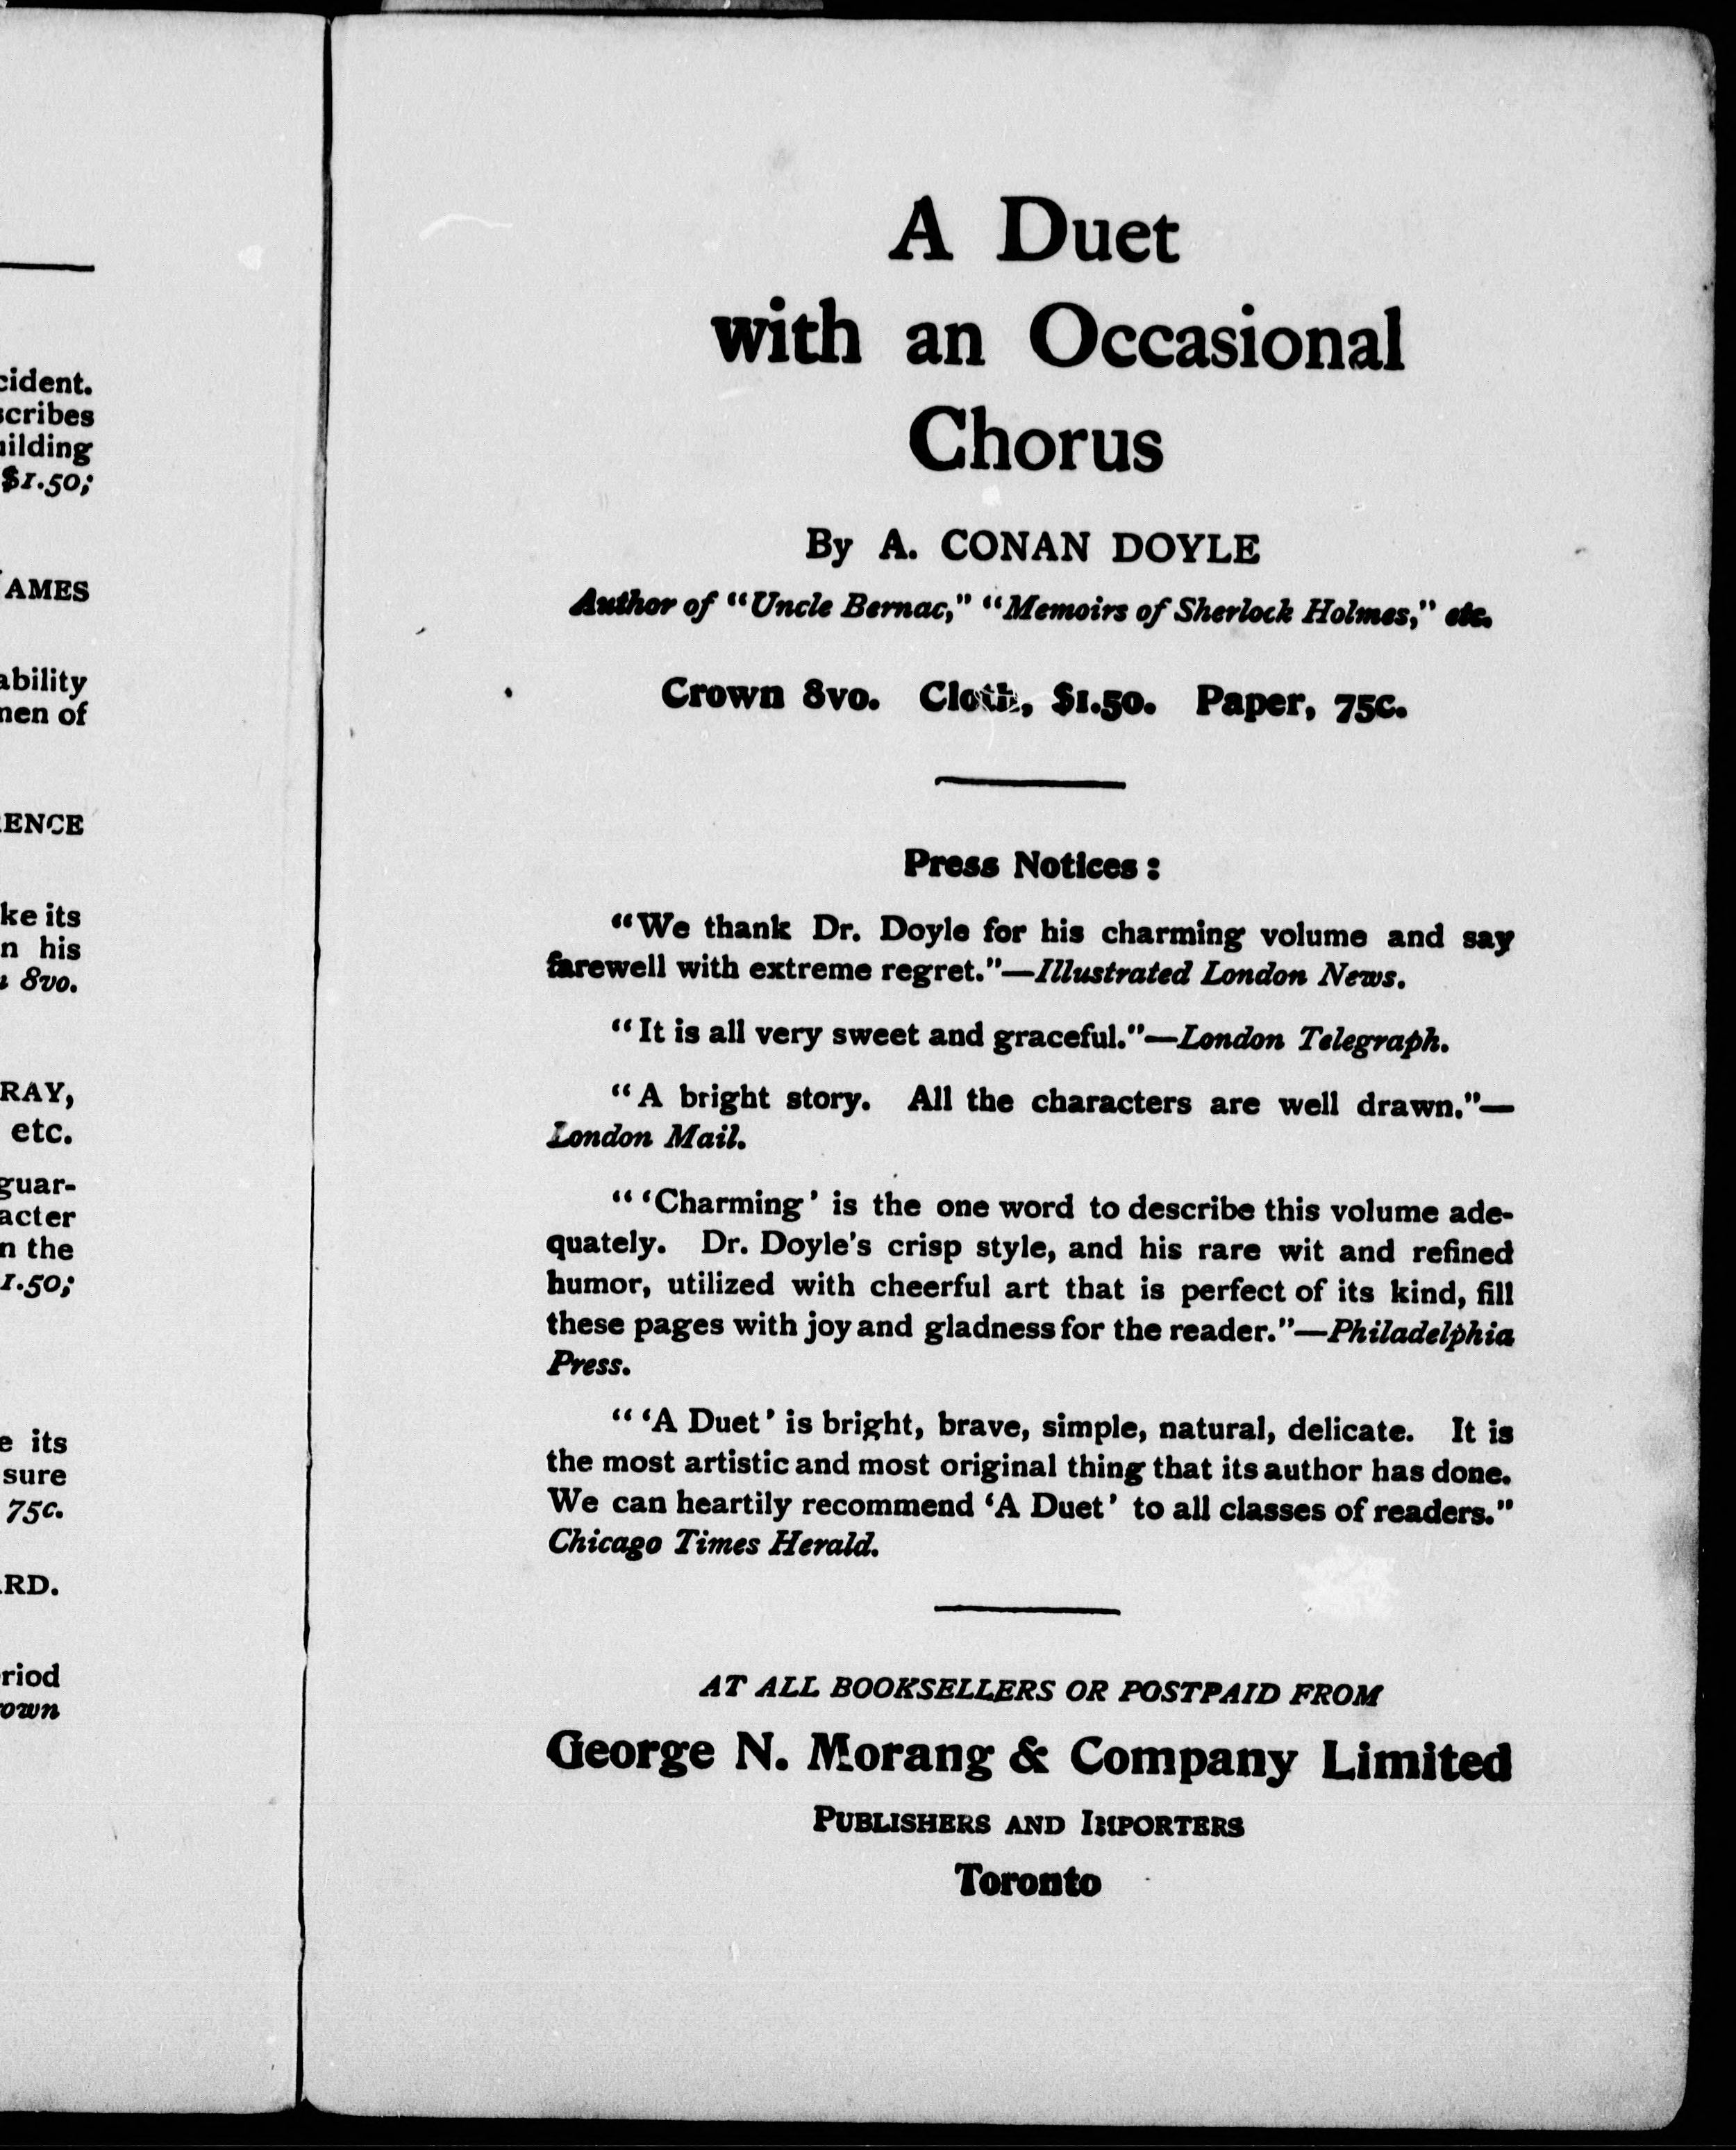 cident.
scribes
uilding
$1.50;
AMES
ability
men of
ENCE
ke its
n his
8vo.
RAY,
etc.
guar-
acter
n the
1.50;
e its
sure
75c.
RD.
riod
own
A Duet
with an Occasional
Chorus
By A. CONAN DOYLE
Author of "Uncle Bernac," "Memoirs of Sherlock Holmes," etc.
Crown 8vo. Cloth, $1.50. Paper, 75c.
Press Notices:
"We thank Dr. Doyle for his charming volume and say
farewell with extreme regret."—Illustrated London News.
"It is all very sweet and graceful."—London Telegraph.
"A bright story. All the characters are well drawn."—
London Mail.
"'Charming' is the one word to describe this volume ade-
quately. Dr. Doyle's crisp style, and his rare wit and refined
humor, utilized with cheerful art that is perfect of its kind, fill
these pages with joy and gladness for the reader."—Philadelphia
Press.
"'A Duet' is bright, brave, simple, natural, delicate. It is
the most artistic and most original thing that its author has done.
We can heartily recommend 'A Duet' to all classes of readers."
Chicago Times Herald.
AT ALL BOOKSELLERS OR POSTPAID FROM
George N. Morang & Company Limited
PUBLISHERS AND IMPORTERS
Toronto